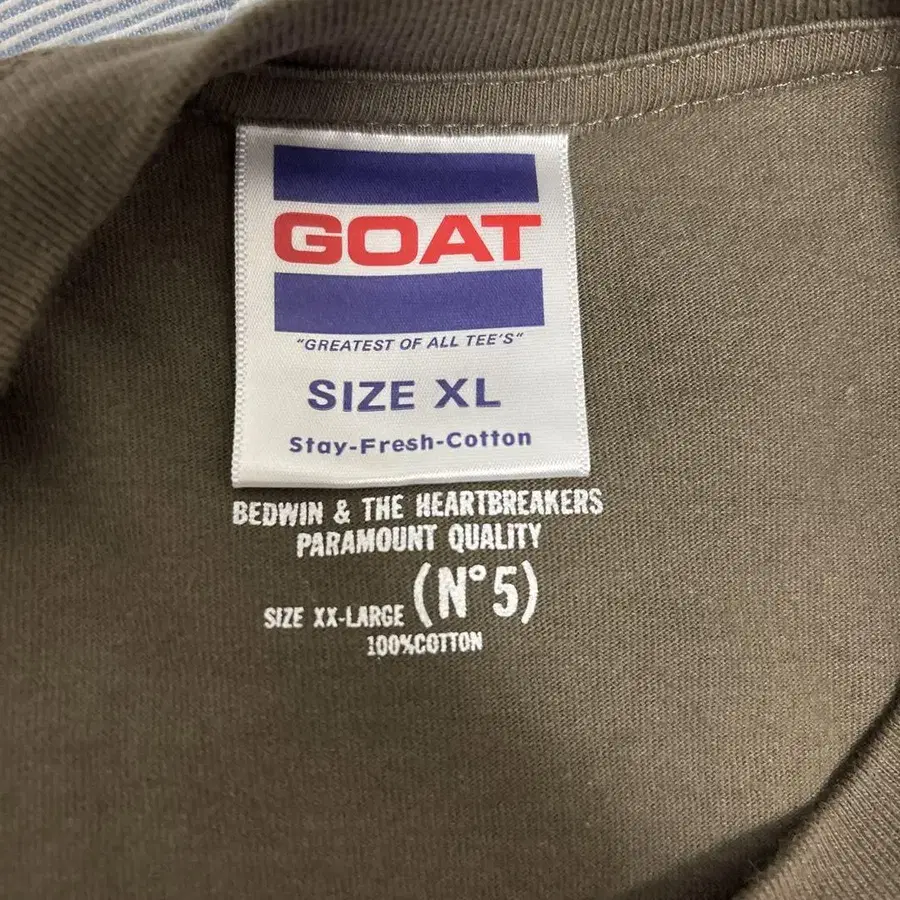 GOAT
"GREATEST OF ALL TEE'S"
SIZE XL
Stay-Fresh-Cotton
BEDWIN & THE HEARTBREAKERS
PARAMOUNT QUALITY
SIZE XX-LARGE (N°5)
100%COTTON